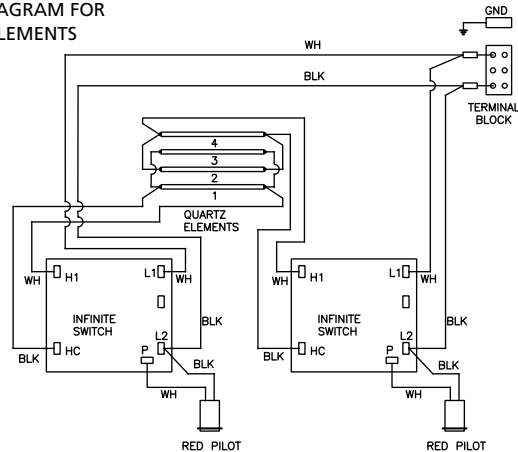 AGRAM FOR
LEMENTS
GND
WH
BLK
TERMINAL
BLOCK
4
3
2
1
QUARTZ
ELEMENTS
WH
H1
L1
WH
WH
H1
L1
WH
INFINITE
SWITCH
L2
BLK
INFINITE
SWITCH
L2
BLK
BLK
HC
P
BLK
BLK
HC
P
BLK
WH
WH
RED PILOT
RED PILOT